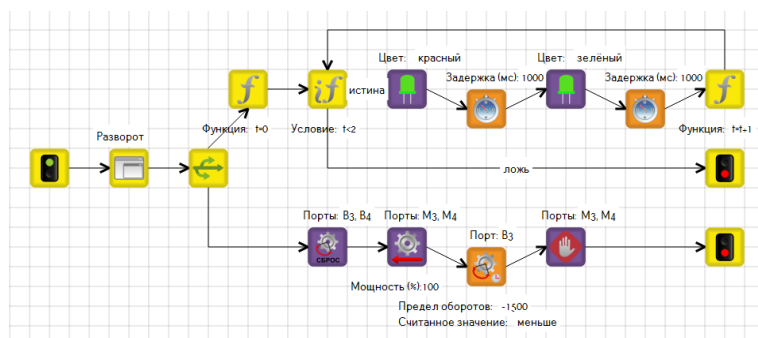 Цвет: красный
Цвет: зелёный
Задержка (мс): 1000
Задержка (мс): 1000
истина
Функция: t=0
Условие: t<2
Функция: t=t+1
Разворот
ложь
Порты: B3, B4
Порты: M3, M4
Порты: M3, M4
Порт: B3
СБРОС
Мощность (%):100
Предел оборотов: -1500
Считанное значение: меньше